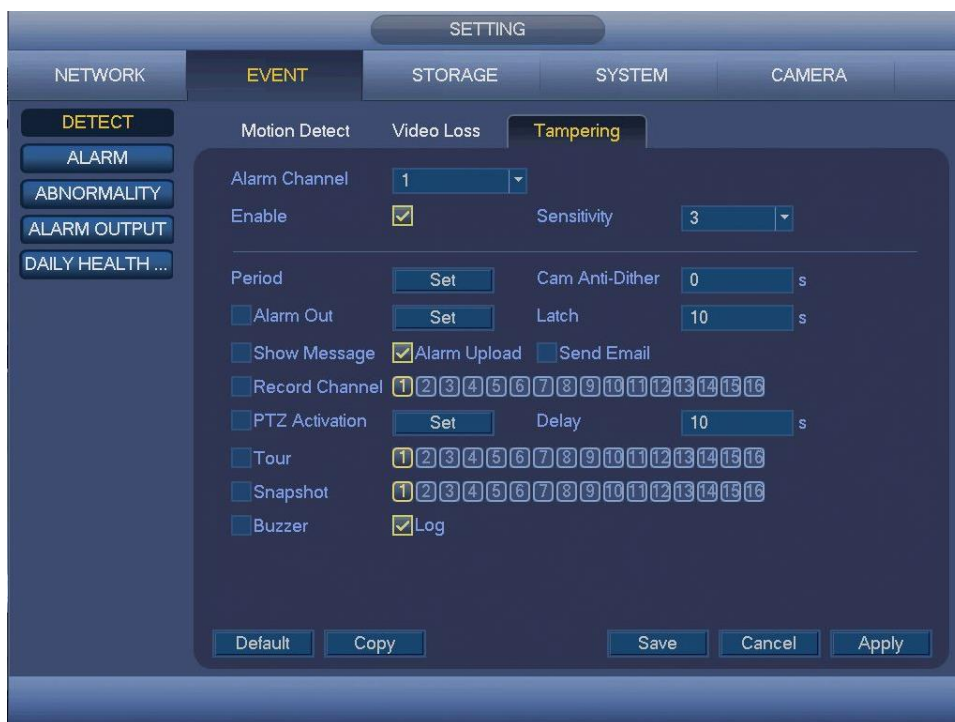 SETTING
NETWORK EVENT STORAGE SYSTEM CAMERA
DETECT
ALARM
ABNORMALITY
ALARM OUTPUT
DAILY HEALTH ...
Motion Detect Video Loss Tampering
Alarm Channel 1
Enable Sensitivity 3
Period Set Cam Anti-Dither 0 s
Alarm Out Set Latch 10 s
Show Message Alarm Upload Send Email
Record Channel 1 2 3 4 5 6 7 8 9 10 11 12 13 14 15 16
PTZ Activation Set Delay 10 s
Tour 1 2 3 4 5 6 7 8 9 10 11 12 13 14 15 16
Snapshot 1 2 3 4 5 6 7 8 9 10 11 12 13 14 15 16
Buzzer Log
Default Copy Save Cancel Apply